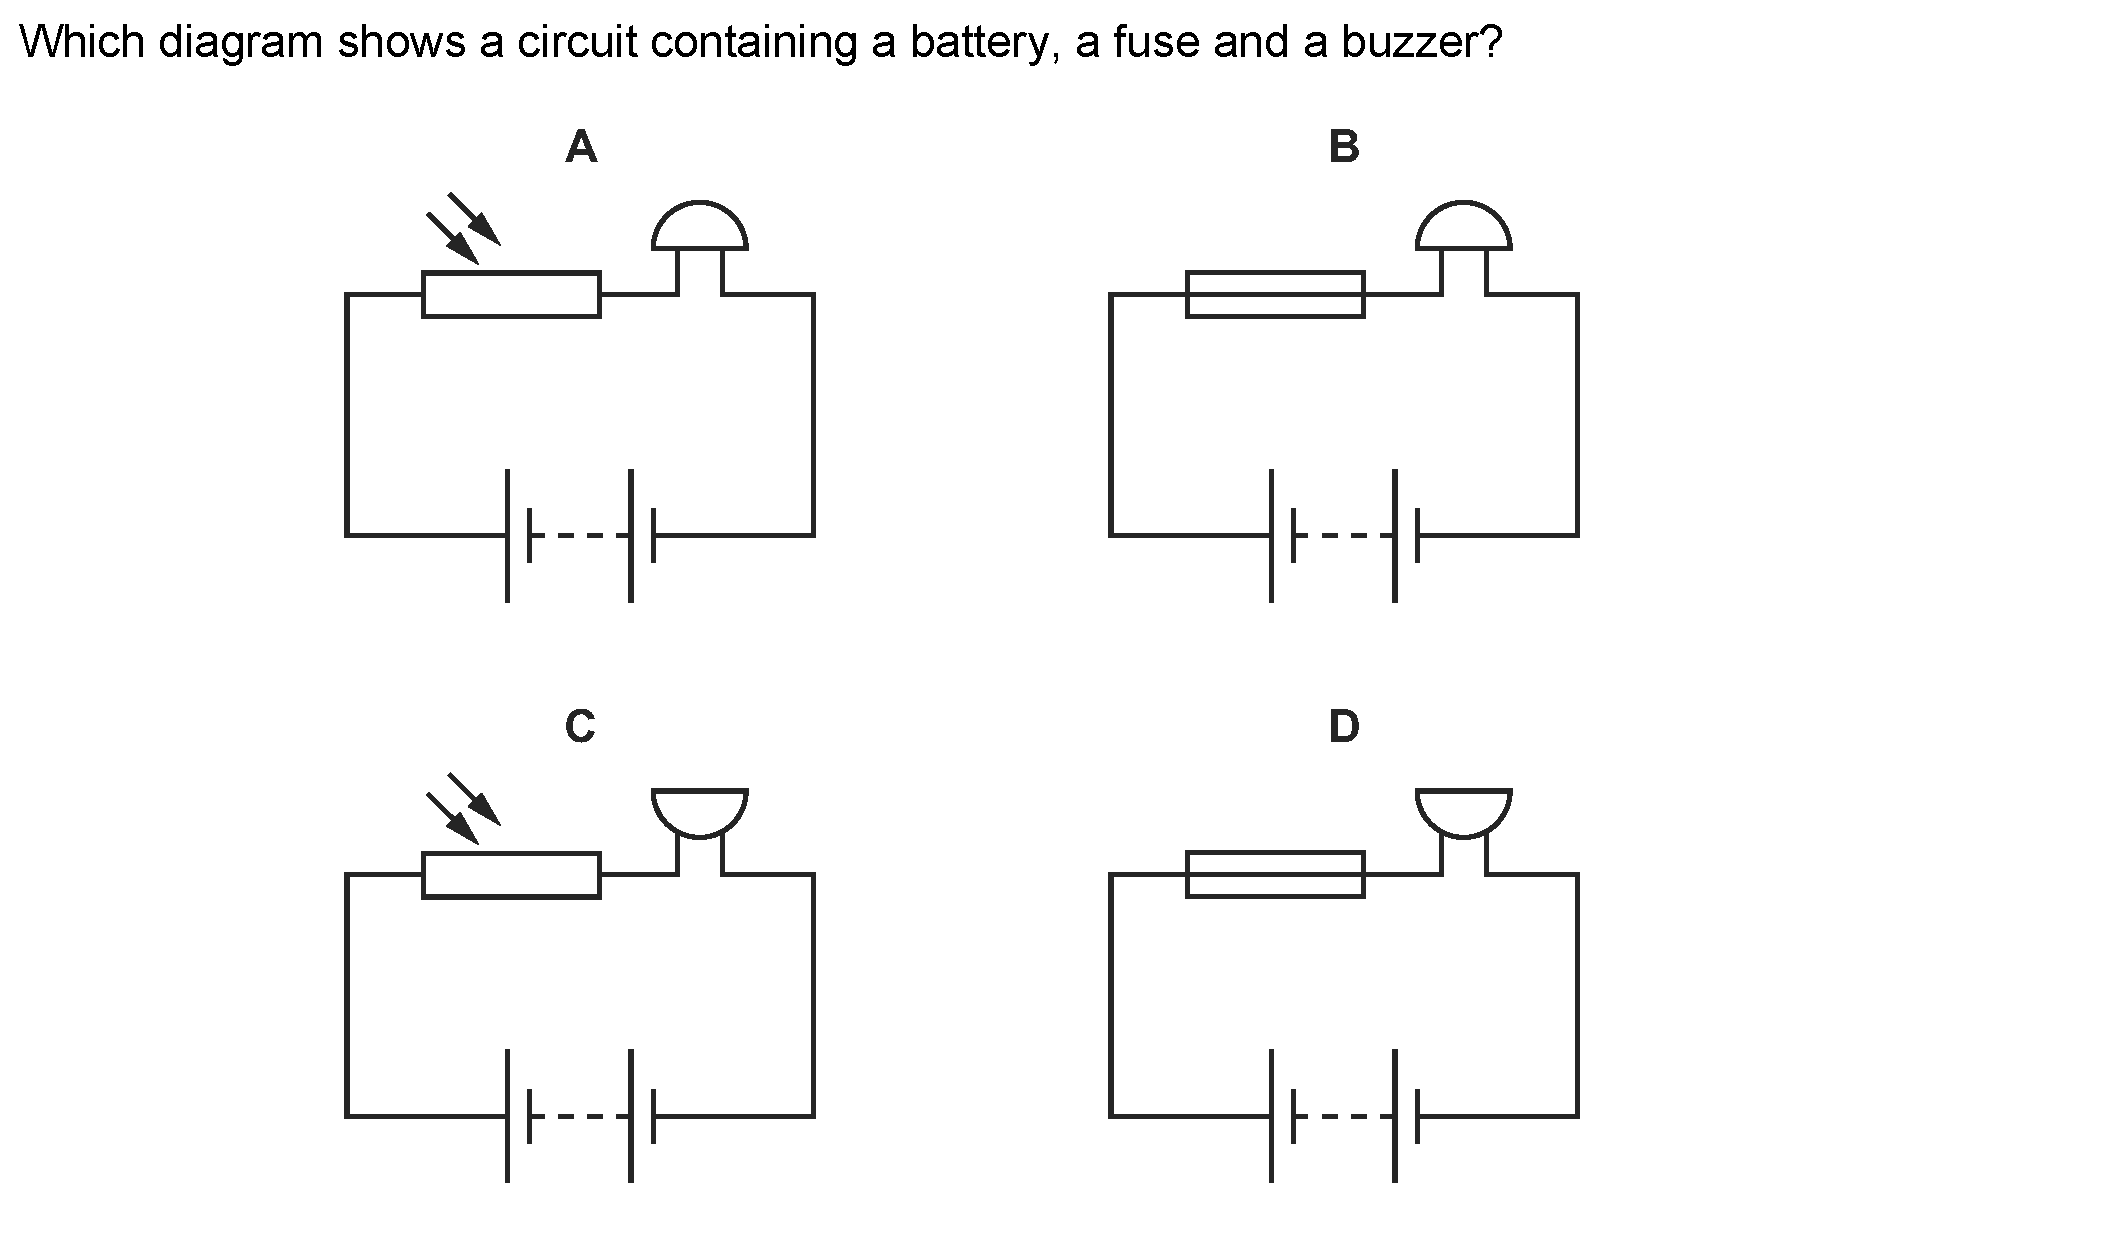 Which diagram shows a circuit containing a battery, a fuse and a buzzer?
A
B
C
D